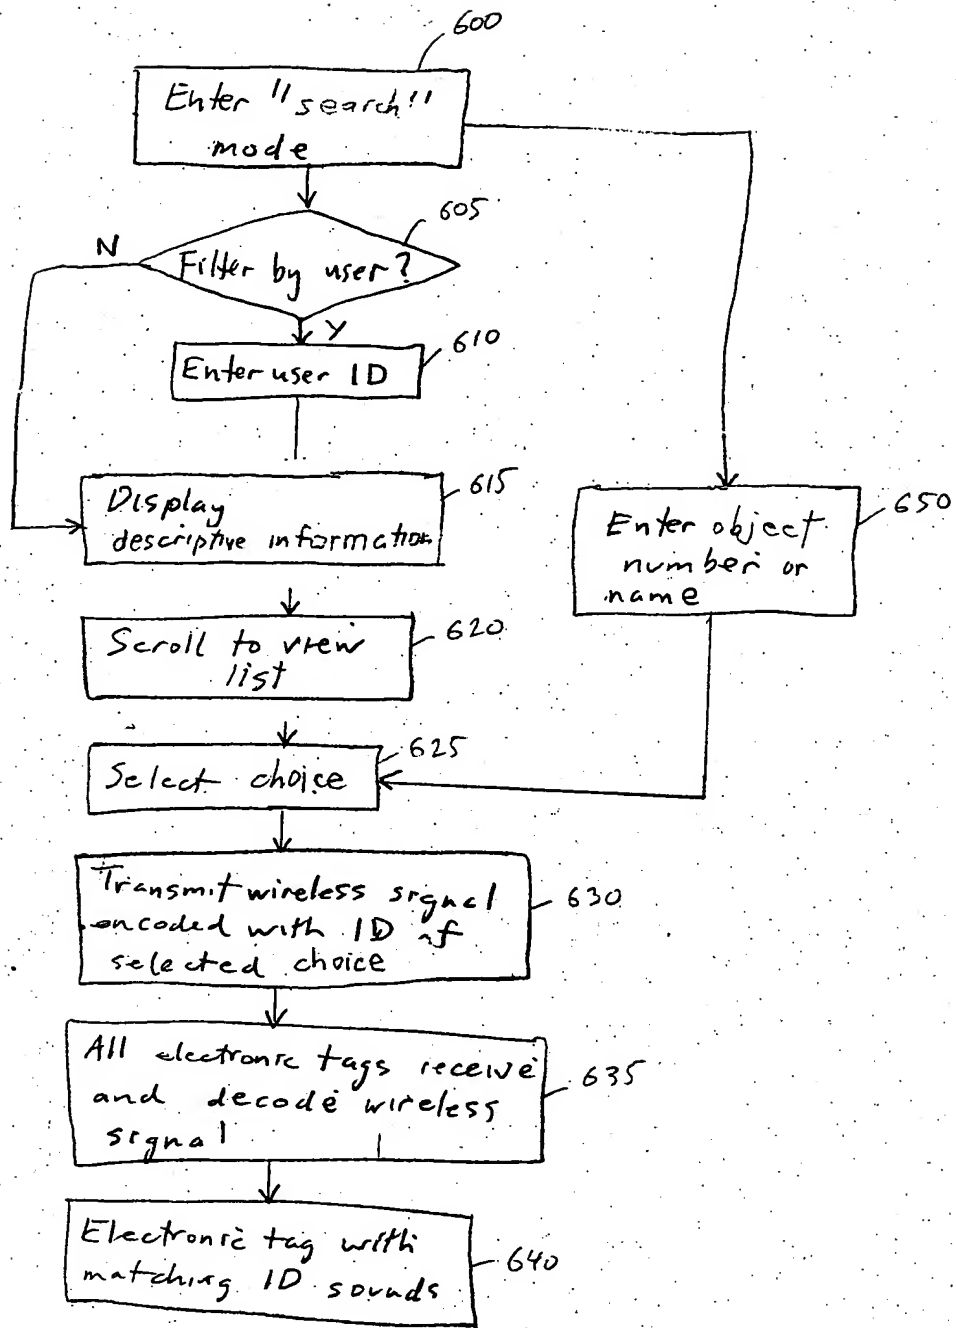 600
Enter "search"
mode
605
N
Filter by user?
Y
610
Enter user ID
615
Display
descriptive information
650
Enter object
number or
name
620
Scroll to view
list
625
Select choice
630
Transmit wireless signal
encoded with ID of
selected choice
635
All electronic tags receive
and decode wireless
signal
640
Electronic tag with
matching ID sounds